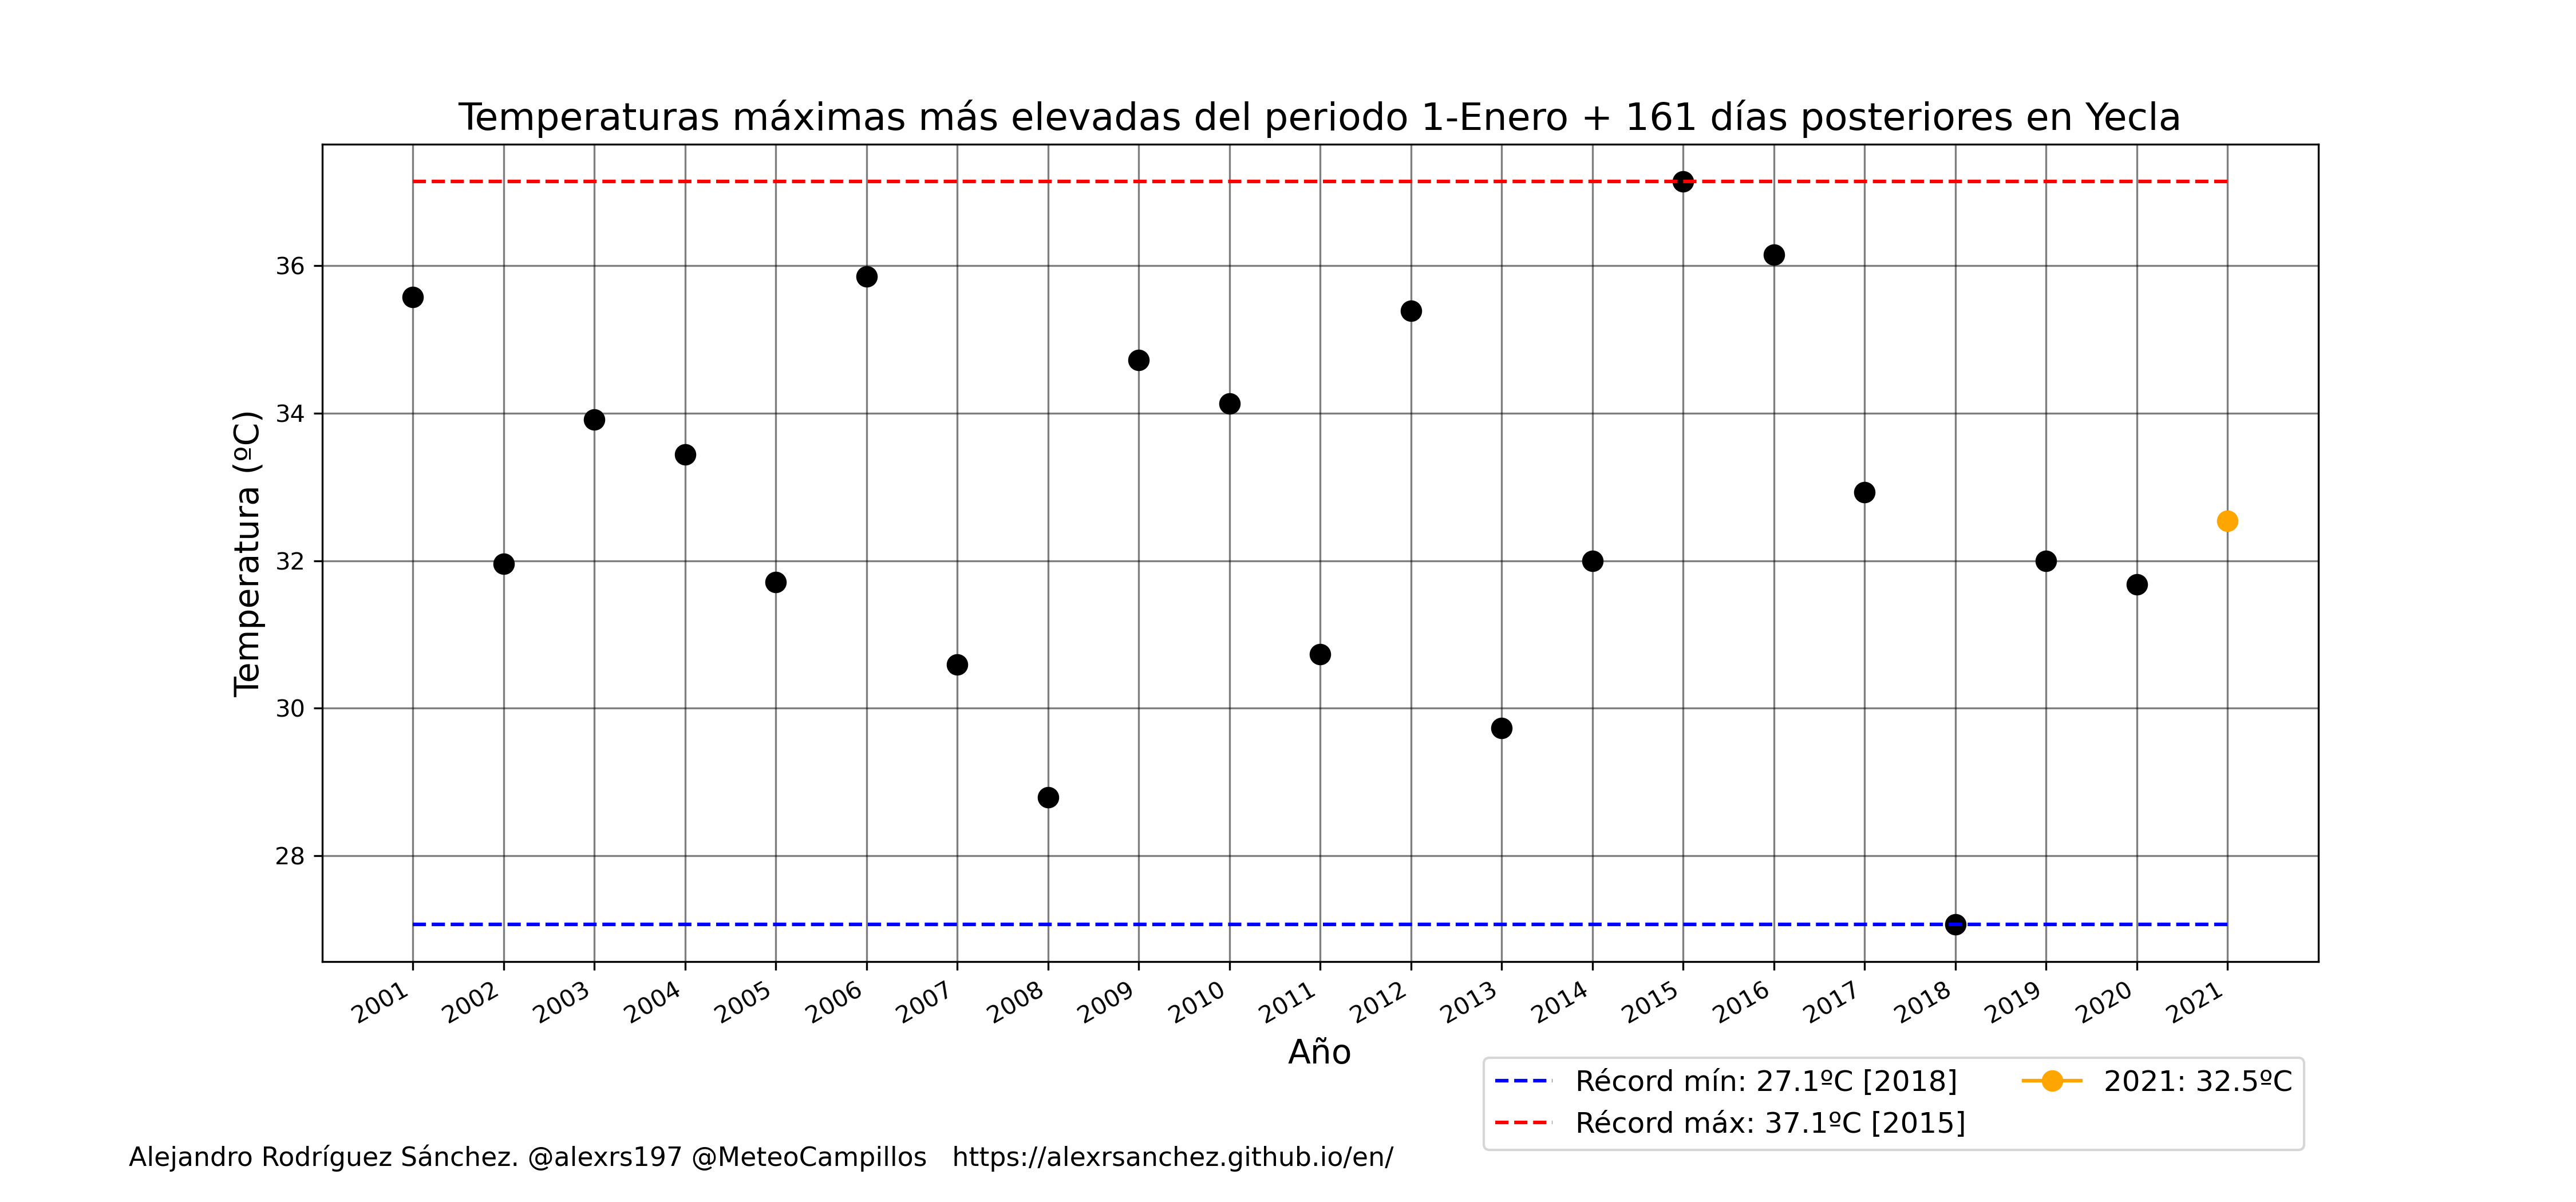 Temperaturas máximas más elevadas del periodo 1-Enero + 161 días posteriores en Yecla
Temperatura (ºC)
36
34
32
30
28
2001 2002 2003 2004 2005 2006 2007 2008 2009 2010 2011 2012 2013 2014 2015 2016 2017 2018 2019 2020 2021
Año
Récord mín: 27.1ºC [2018]
Récord máx: 37.1ºC [2015]
2021: 32.5ºC
Alejandro Rodríguez Sánchez. @alexrs197 @MeteoCampillos https://alexrsanchez.github.io/en/